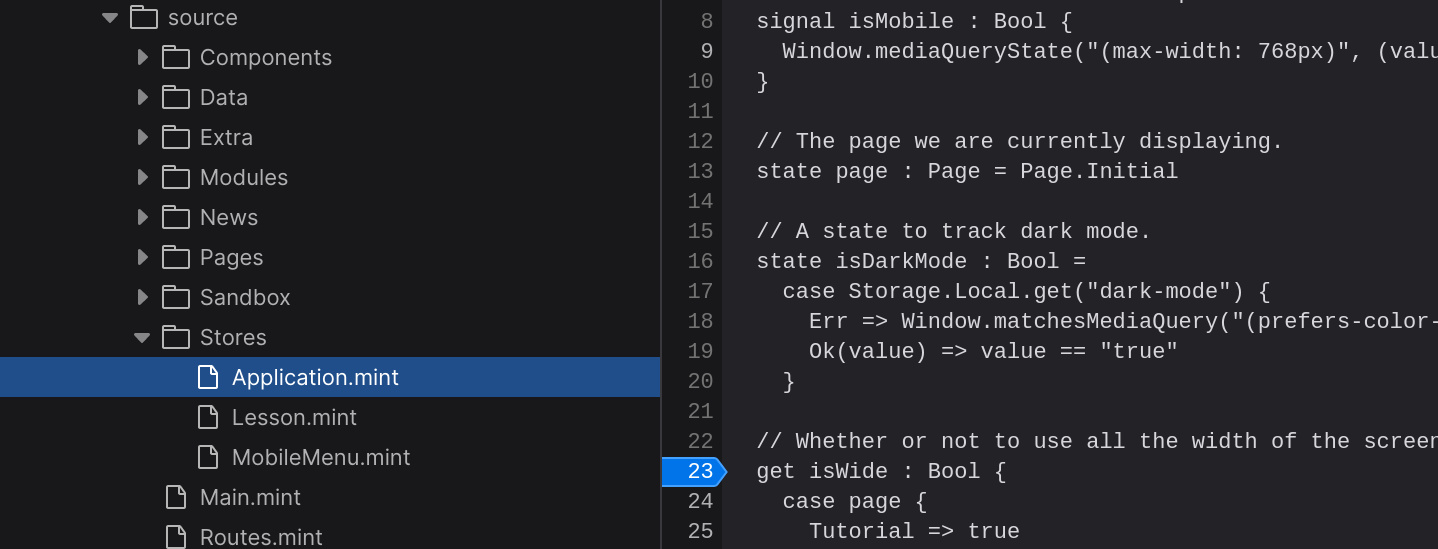 source
Components
Data
Extra
Modules
News
Pages
Sandbox
Stores
Application.mint
Lesson.mint
MobileMenu.mint
Main.mint
Routes.mint
8 signal isMobile : Bool {
9 Window.mediaQueryState("(max-width: 768px)", (valu
10 }
11
12 // The page we are currently displaying.
13 state page : Page = Page.Initial
14
15 // A state to track dark mode.
16 state isDarkMode : Bool =
17 case Storage.Local.get("dark-mode") {
18 Err => Window.matchesMediaQuery("(prefers-color-
19 Ok(value) => value == "true"
20 }
21
22 // Whether or not to use all the width of the screen
23 get isWide : Bool {
24 case page {
25 Tutorial => true